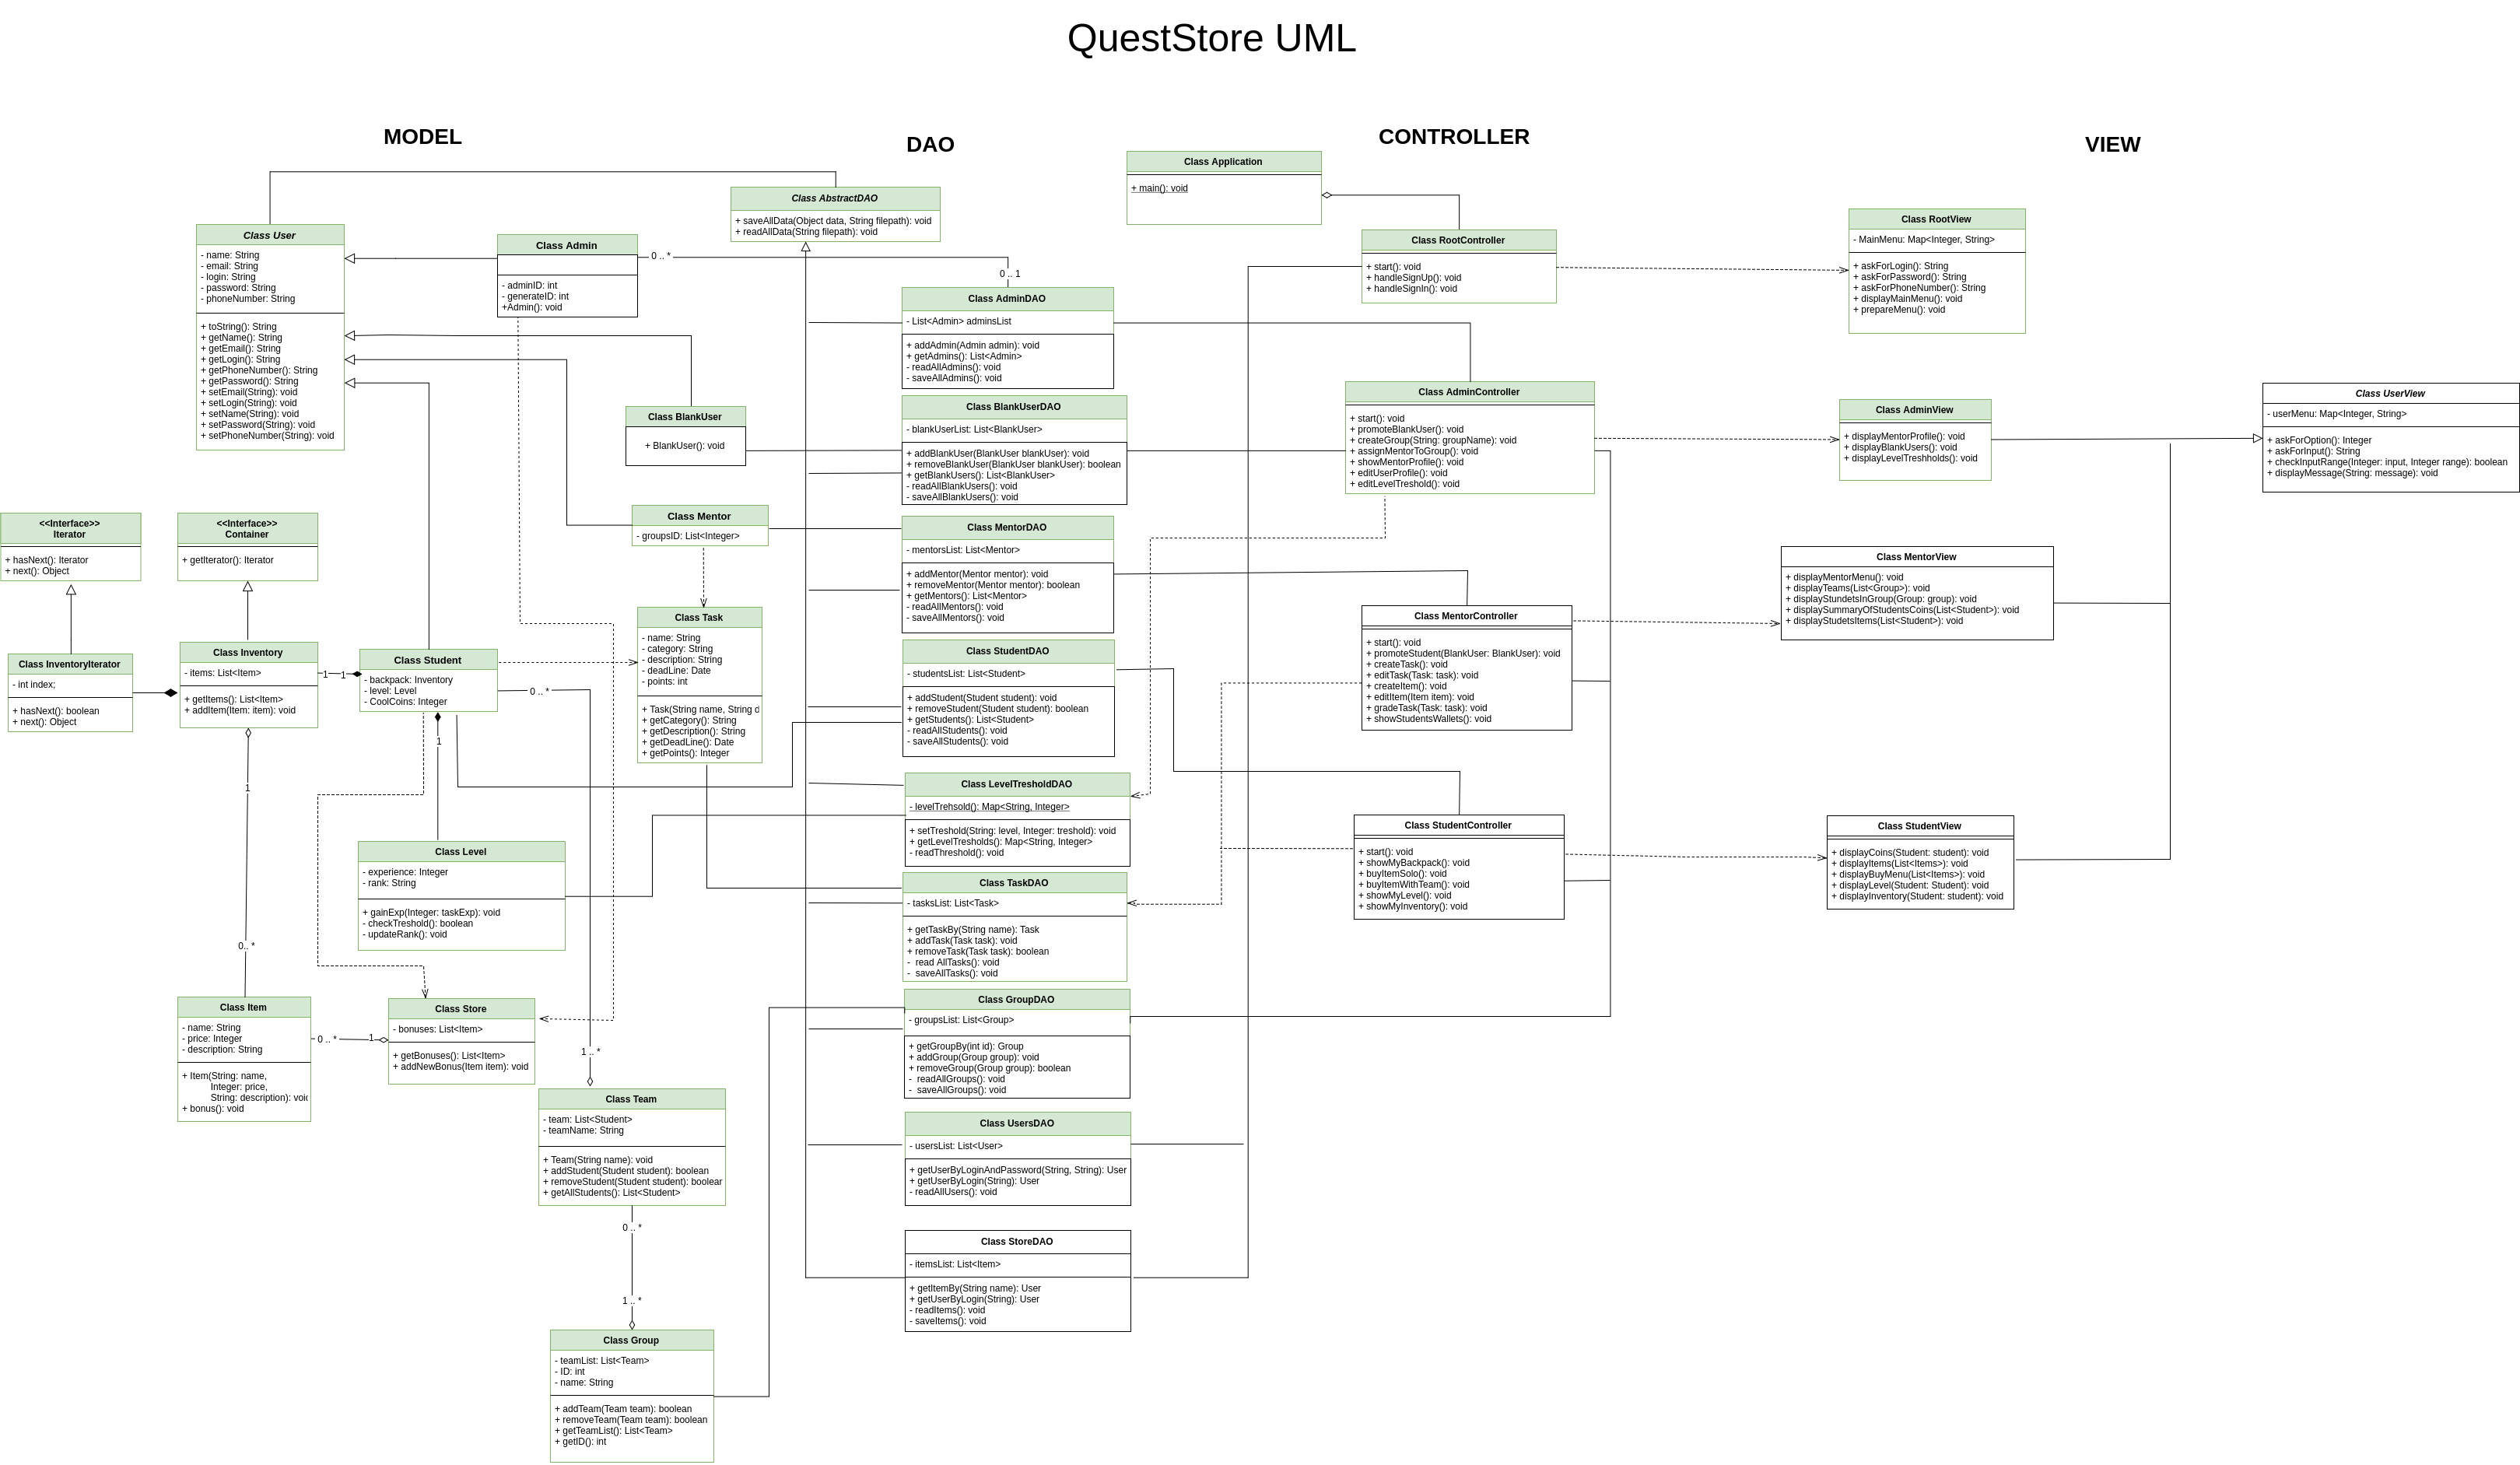 QuestStore UML
MODEL
DAO
CONTROLLER
VIEW
Class User
- name: String
- email: String
- login: String
- password: String
- phoneNumber: String
+ toString(): String
+ getName(): String
+ getEmail(): String
+ getLogin(): String
+ getPhoneNumber(): String
+ getPassword(): String
+ setEmail(String): void
+ setLogin(String): void
+ setName(String): void
+ setPassword(String): void
+ setPhoneNumber(String): void
Class Admin
- adminID: int
- generateID: int
+Admin(): void
0 .. *
0 .. 1
Class BlankUser
+ BlankUser(): void
Class Mentor
- groupsID: List<Integer>
<<Interface>>
Iterator
+ hasNext(): Iterator
+ next(): Object
<<Interface>>
Container
+ getIterator(): Iterator
Class InventoryIterator
- int index;
+ hasNext(): boolean
+ next(): Object
Class Inventory
- items: List<Item>
+ getItems(): List<Item>
+ addItem(Item: item): void
1
1
Class Student
- backpack: Inventory
- level: Level
- CoolCoins: Integer
0 .. *
1
Class Task
- name: String
- category: String
- description: String
- deadLine: Date
- points: int
+ Task(String name, String d
+ getCategory(): String
+ getDescription(): String
+ getDeadLine(): Date
+ getPoints(): Integer
1
0.. *
Class Level
- experience: Integer
- rank: String
+ gainExp(Integer: taskExp): void
- checkTreshold(): boolean
- updateRank(): void
Class Item
- name: String
- price: Integer
- description: String
+ Item(String: name,
Integer: price,
String: description): void
+ bonus(): void
0 .. *
1
Class Store
- bonuses: List<Item>
+ getBonuses(): List<Item>
+ addNewBonus(Item item): void
1 .. *
Class Team
- team: List<Student>
- teamName: String
+ Team(String name): void
+ addStudent(Student student): boolean
+ removeStudent(Student student): boolear
+ getAllStudents(): List<Student>
0 .. *
1 .. *
Class Group
- teamList: List<Team>
- ID: int
- name: String
+ addTeam(Team team): boolean
+ removeTeam(Team team): boolean
+ getTeamList(): List<Team>
+ getID(): int
Class AbstractDAO
+ saveAllData(Object data, String filepath): void
+ readAllData(String filepath): void
Class AdminDAO
- List<Admin> adminsList
+ addAdmin(Admin admin): void
+ getAdmins(): List<Admin>
- readAllAdmins(): void
- saveAllAdmins(): void
Class BlankUserDAO
- blankUserList: List<BlankUser>
+ addBlankUser(BlankUser blankUser): void
+ removeBlankUser(BlankUser blankUser): boolean
+ getBlankUsers(): List<BlankUser>
- readAllBlankUsers(): void
- saveAllBlankUsers(): void
Class MentorDAO
- mentorsList: List<Mentor>
+ addMentor(Mentor mentor): void
+ removeMentor(Mentor mentor): boolean
+ getMentors(): List<Mentor>
- readAllMentors(): void
- saveAllMentors(): void
Class StudentDAO
- studentsList: List<Student>
+ addStudent(Student student): void
+ removeStudent(Student student): boolean
+ getStudents(): List<Student>
- readAllStudents(): void
- saveAllStudents(): void
Class LevelTresholdDAO
- levelTrehsold(): Map<String, Integer>
+ setTreshold(String: level, Integer: treshold): void
+ getLevelTresholds(): Map<String, Integer>
- readThreshold(): void
Class TaskDAO
- tasksList: List<Task>
+ getTaskBy(String name): Task
+ addTask(Task task): void
+ removeTask(Task task): boolean
- read AllTasks(): void
- saveAllTasks(): void
Class GroupDAO
- groupsList: List<Group>
+ getGroupBy(int id): Group
+ addGroup(Group group): void
+ removeGroup(Group group): boolean
- readAllGroups(): void
- saveAllGroups(): void
Class UsersDAO
- usersList: List<User>
+ getUserByLoginAndPassword(String, String): User
+ getUserByLogin(String): User
- readAllUsers(): void
Class StoreDAO
- itemsList: List<Item>
+ getItemBy(String name): User
+ getUserByLogin(String): User
- readItems(): void
- saveItems(): void
Class Application
+ main(): void
Class RootController
+ start(): void
+ handleSignUp(): void
+ handleSignIn(): void
Class AdminController
+ start(): void
+ promoteBlankUser(): void
+ createGroup(String: groupName): void
+ assignMentorToGroup(): void
+ showMentorProfile(): void
+ editUserProfile(): void
+ editLevelTreshold(): void
Class MentorController
+ start(): void
+ promoteStudent(BlankUser: BlankUser): void
+ createTask(): void
+ editTask(Task: task): void
+ createItem(): void
+ editItem(Item item): void
+ gradeTask(Task: task): void
+ showStudentsWallets(): void
Class StudentController
+ start(): void
+ showMyBackpack(): void
+ buyItemSolo(): void
+ buyItemWithTeam(): void
+ showMyLevel(): void
+ showMyInventory(): void
Class RootView
- MainMenu: Map<Integer, String>
+ askForLogin(): String
+ askForPassword(): String
+ askForPhoneNumber(): String
+ displayMainMenu(): void
+ prepareMenu(): void
Class AdminView
+ displayMentorProfile(): void
+ displayBlankUsers(): void
+ displayLevelTreshholds(): void
Class UserView
- userMenu: Map<Integer, String>
+ askForOption(): Integer
+ askForInput(): String
+ checkInputRange(Integer: input, Integer range): boolean
+ displayMessage(String: message): void
Class MentorView
+ displayMentorMenu(): void
+ displayTeams(List<Group>): void
+ displayStundetsInGroup(Group: group): void
+ displaySummaryOfStudentsCoins(List<Student>): void
+ displayStudetsItems(List<Student>): void
Class StudentView
+ displayCoins(Student: student): void
+ displayItems(List<Items>): void
+ displayBuyMenu(List<Items>): void
+ displayLevel(Student: Student): void
+ displayInventory(Student: student): void